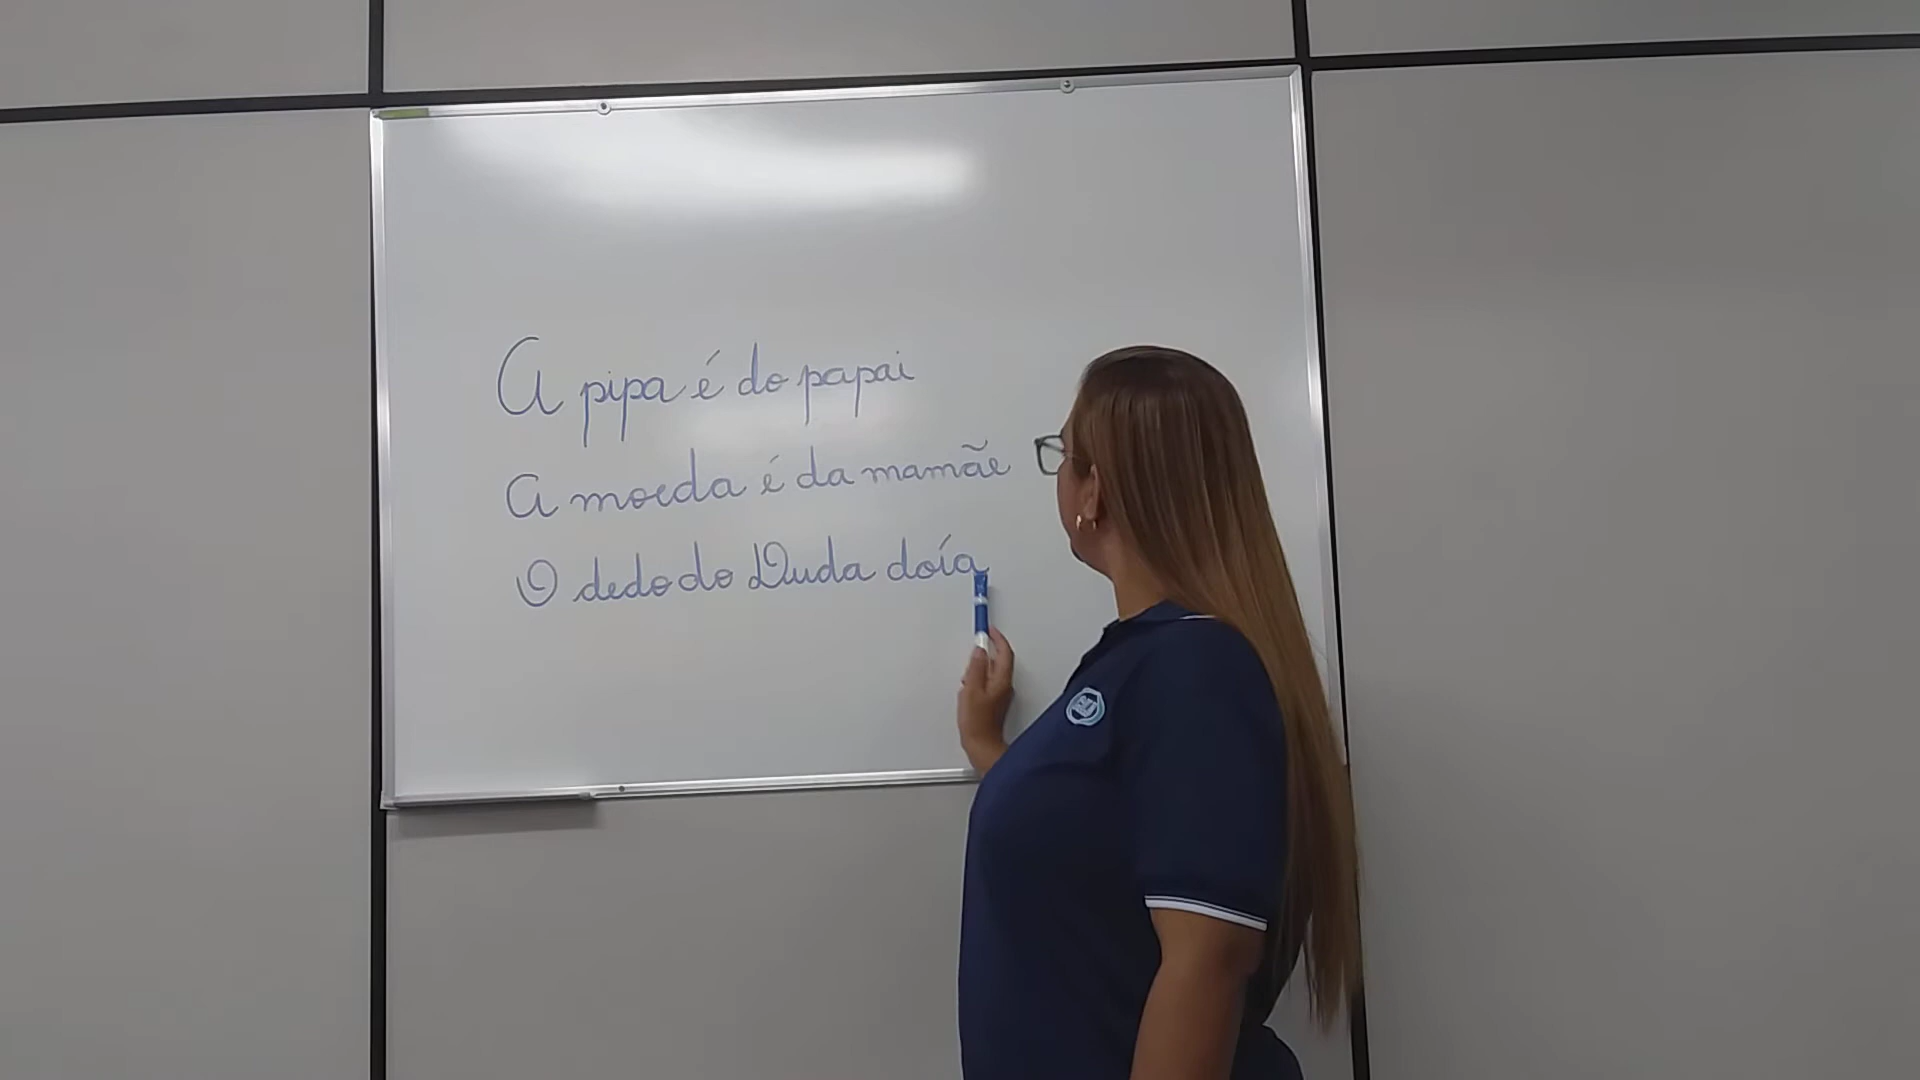 A pipa é do papai
A moeda é da mamãe
O dedo do Duda doía